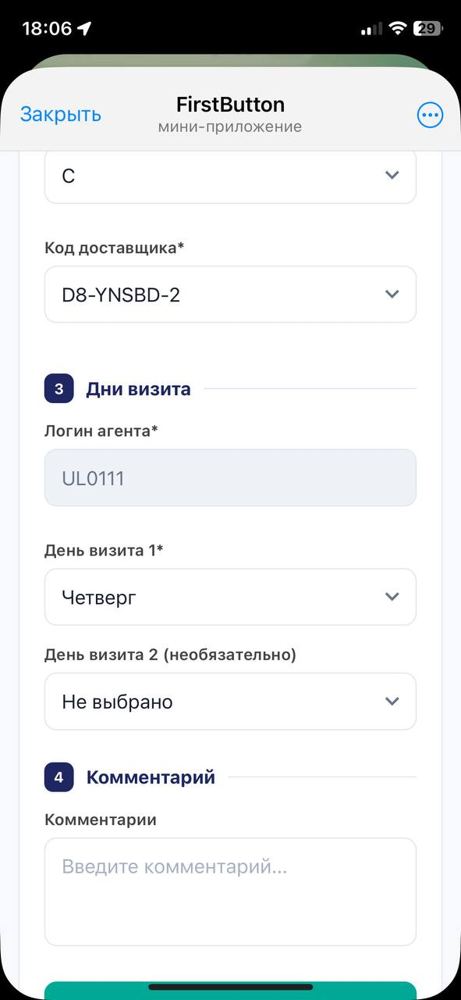 18:06
29
Закрыть
FirstButton
мини-приложение
C
Код доставщика*
D8-YNSBD-2
3 Дни визита
Логин агента*
UL0111
День визита 1*
Четверг
День визита 2 (необязательно)
Не выбрано
4 Комментарий
Комментарии
Введите комментарий...